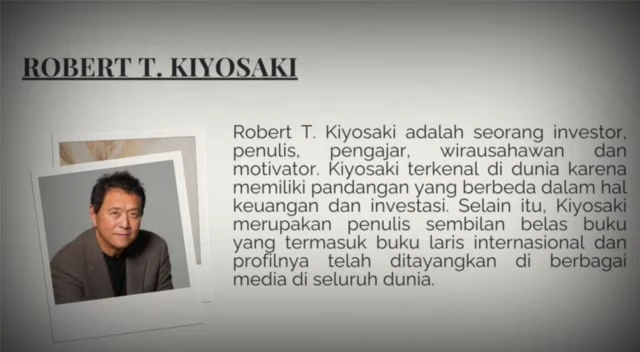 ROBERT T. KIYOSAKI
Robert T. Kiyosaki adalah seorang investor,
penulis, pengajar, wirausahawan dan
motivator. Kiyosaki terkenal di dunia karena
memiliki pandangan yang berbeda dalam hal
keuangan dan investasi. Selain itu, Kiyosaki
merupakan penulis sembilan belas buku
yang termasuk buku laris internasional dan
profilnya telah ditayangkan di berbagai
media di seluruh dunia.